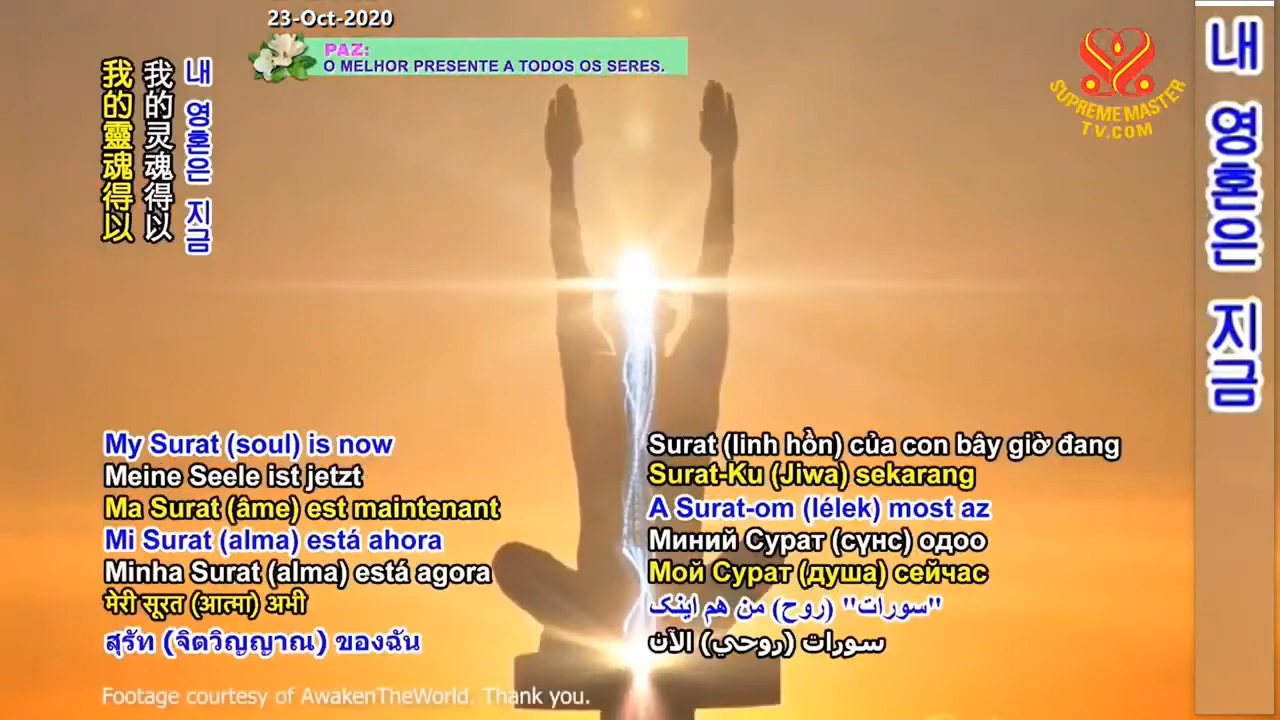 23-Oct-2020
PAZ:
O MELHOR PRESENTE A TODOS OS SERES.
SUPREME MASTER
TV.COM
내 영혼은 지금
我的灵魂得以
我的靈魂得以
내 영혼은 지금
My Surat (soul) is now
Meine Seele ist jetzt
Ma Surat (âme) est maintenant
Mi Surat (alma) está ahora
Minha Surat (alma) está agora
मेरी सूरत (आत्मा) अभी
สุรัท (จิตวิญญาณ) ของฉัน
Surat (linh hồn) của con bây giờ đang
Surat-Ku (Jiwa) sekarang
A Surat-om (lélek) most az
Миний Сурат (сүнс) одоо
Мой Сурат (душа) сейчас
"سورات" (روح) من هم اینک
سورات (روحي) الآن
Footage courtesy of AwakenTheWorld. Thank you.